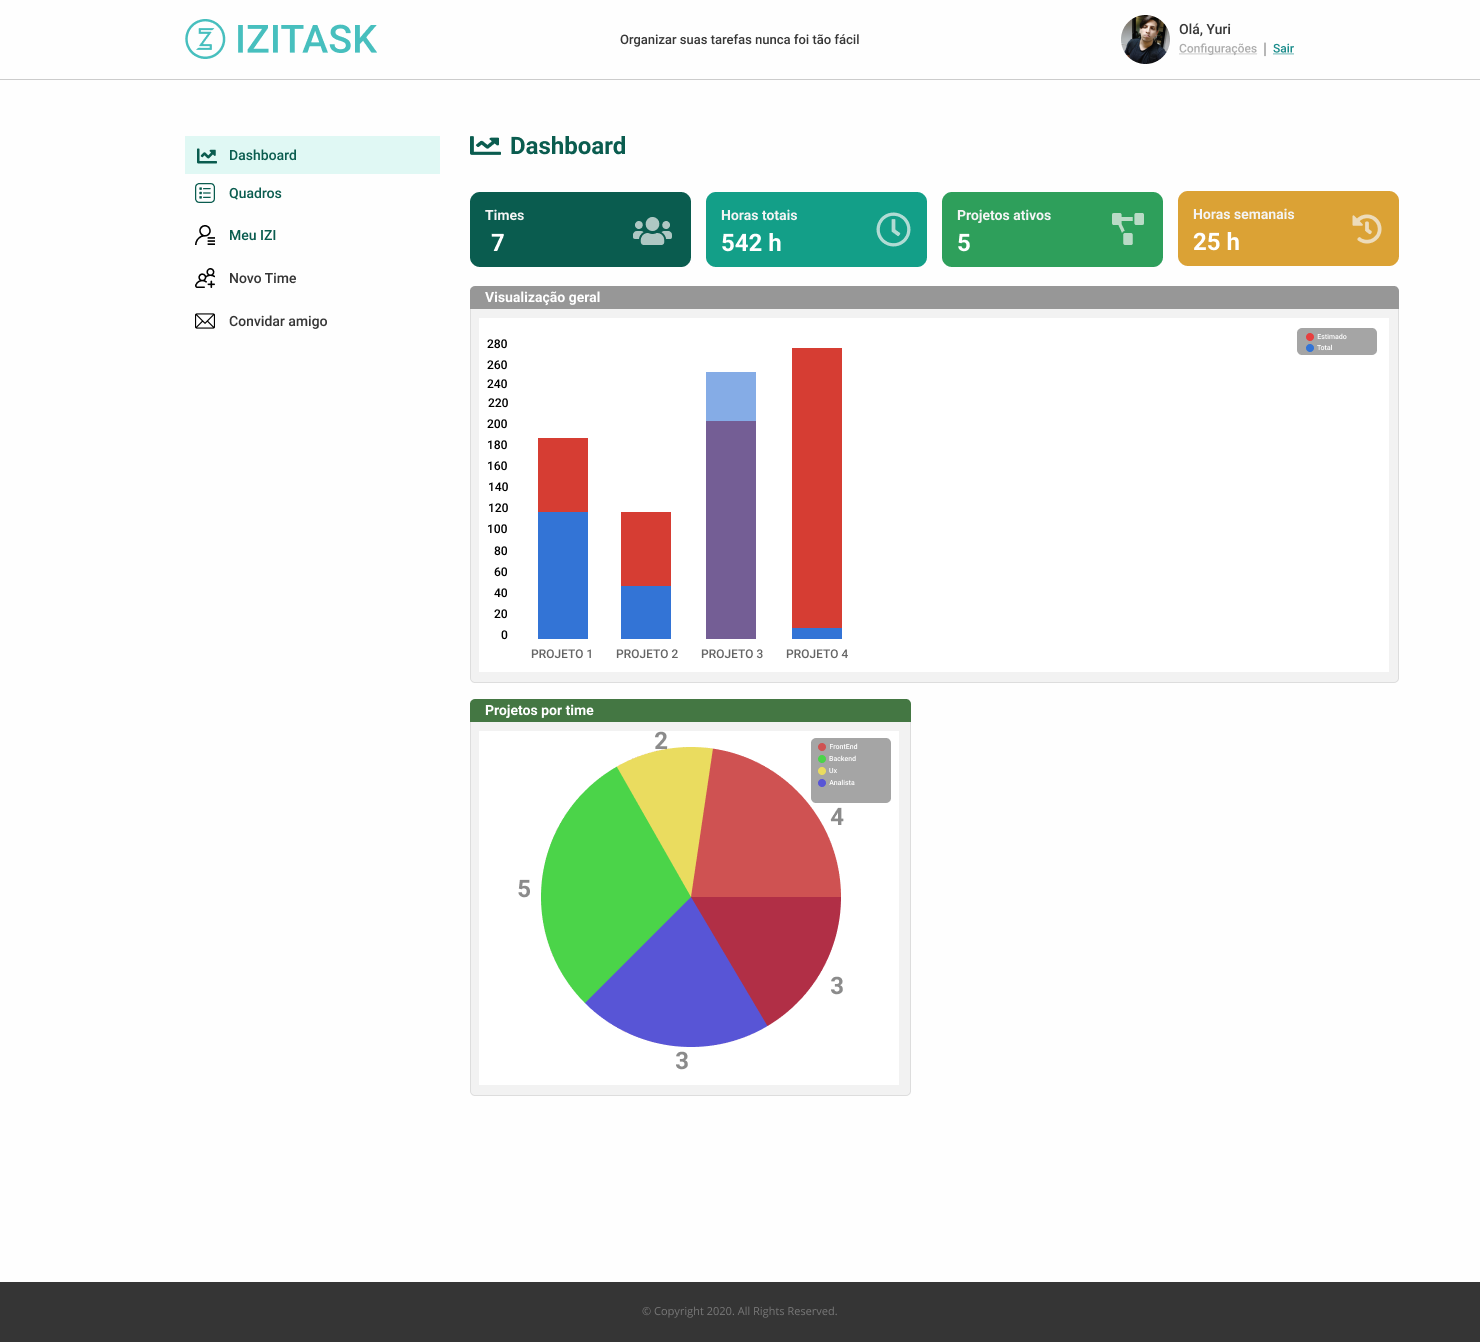 IZITASK
Organizar suas tarefas nunca foi tão fácil
Olá, Yuri
Configurações | Sair
Dashboard
Quadros
Meu IZI
Novo Time
Convidar amigo
Dashboard
Times
7
Horas totais
542 h
Projetos ativos
5
Horas semanais
25 h
Visualização geral
Estimado
Total
280
260
240
220
200
180
160
140
120
100
80
60
40
20
0
PROJETO 1
PROJETO 2
PROJETO 3
PROJETO 4
Projetos por time
FrontEnd
Backend
Ux
Analista
2
4
5
3
3
© Copyright 2020. All Rights Reserved.